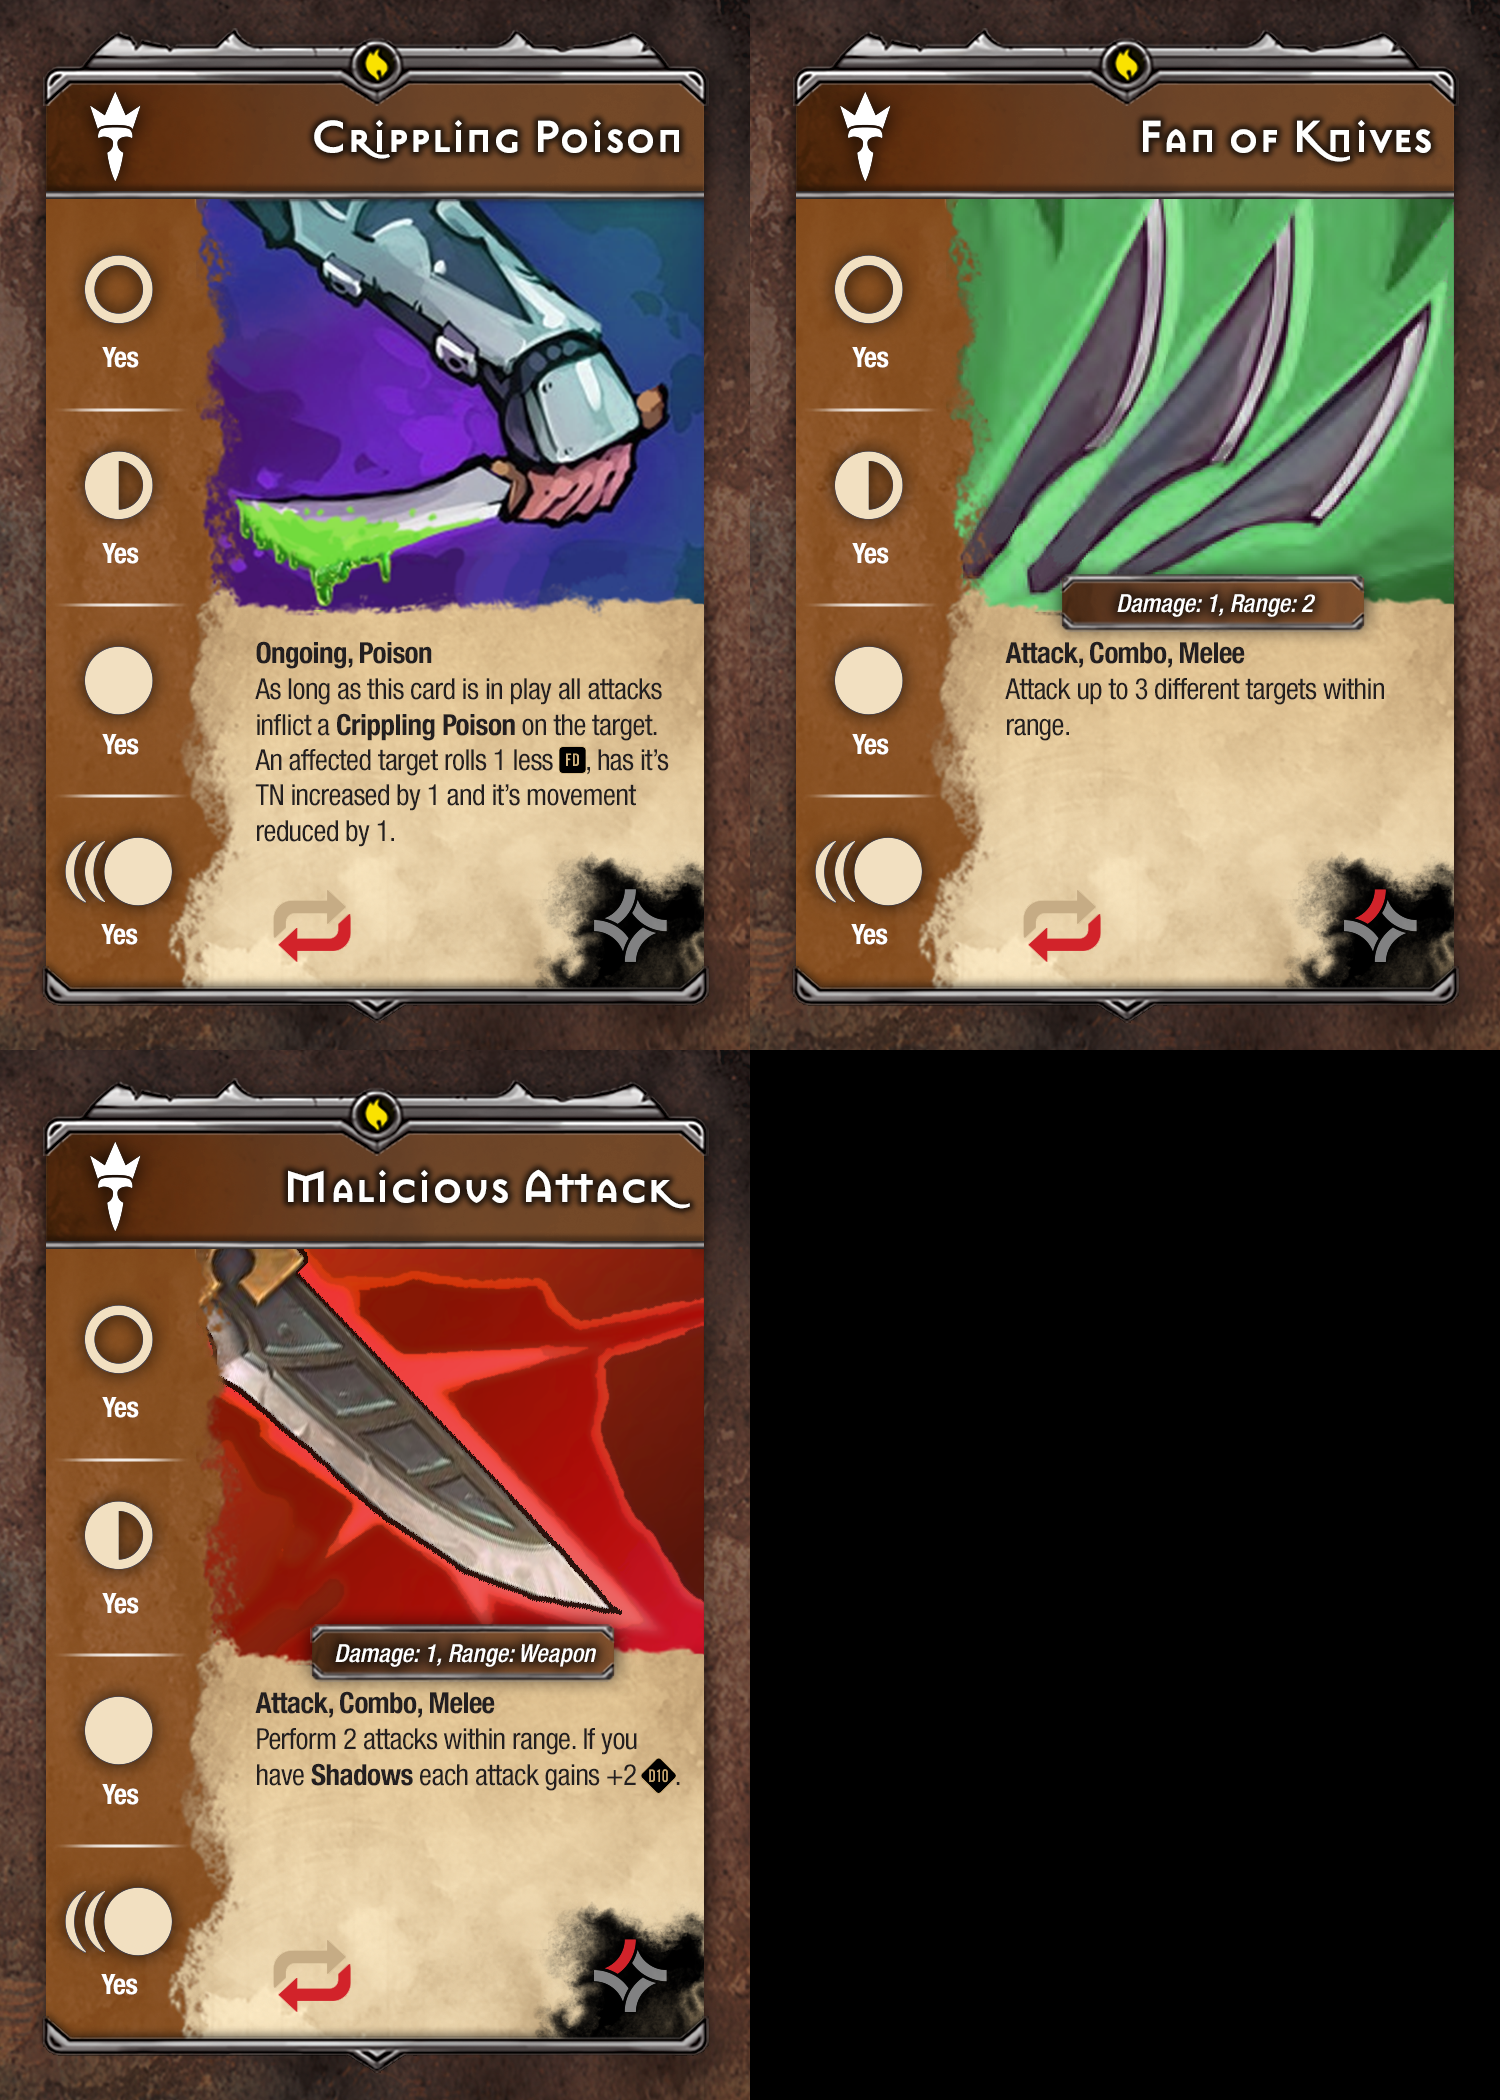 Crippling Poison
Yes
Yes
Yes
Yes
Ongoing, Poison
As long as this card is in play all attacks
inflict a Crippling Poison on the target.
An affected target rolls 1 less FD, has it's
TN increased by 1 and it's movement
reduced by 1.
Fan of Knives
Yes
Yes
Yes
Yes
Damage: 1, Range: 2
Attack, Combo, Melee
Attack up to 3 different targets within
range.
Malicious Attack
Yes
Yes
Yes
Yes
Damage: 1, Range: Weapon
Attack, Combo, Melee
Perform 2 attacks within range. If you
have Shadows each attack gains +2 D10.